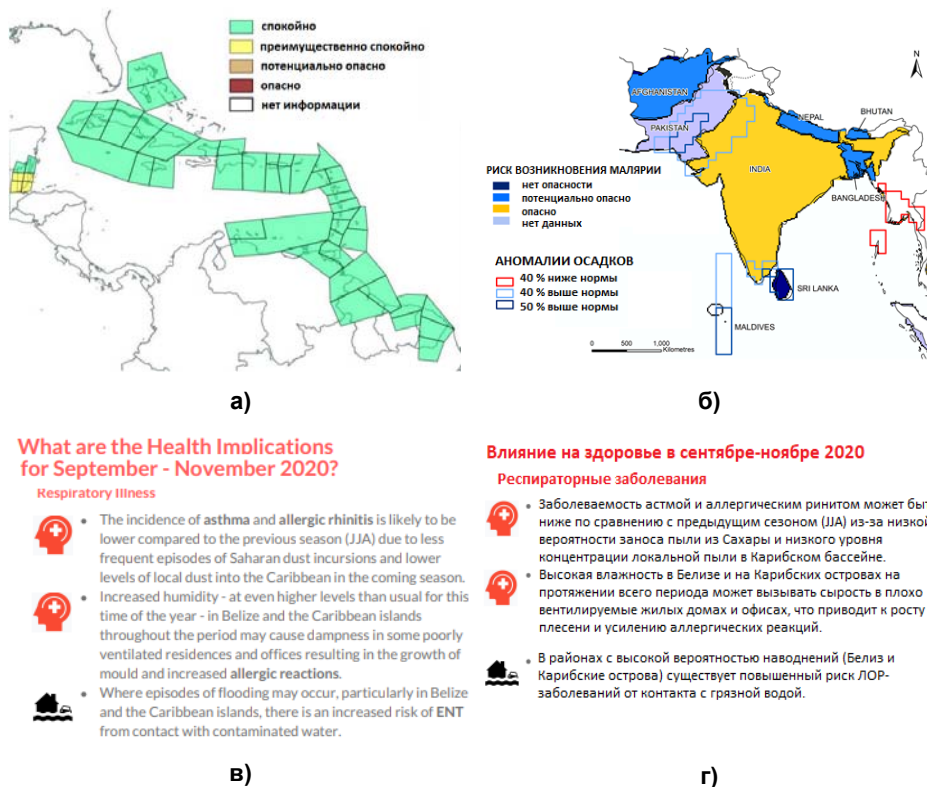 спокойно
преимущественно спокойно
потенциально опасно
опасно
нет информации
а)
N
AFGHANISTAN
PAKISTAN
NEPAL
BHUTAN
INDIA
BANGLADESH
РИСК ВОЗНИКНОВЕНИЯ МАЛЯРИИ
нет опасности
потенциально опасно
опасно
нет данных
АНОМАЛИИ ОСАДКОВ
40 % ниже нормы
40 % выше нормы
50 % выше нормы
SRI LANKA
MALDIVES
0 500 1,000
Kilometres
б)
What are the Health Implications
for September - November 2020?
Respiratory Illness
• The incidence of asthma and allergic rhinitis is likely to be
lower compared to the previous season (JJA) due to less
frequent episodes of Saharan dust incursions and lower
levels of local dust into the Caribbean in the coming season.
• Increased humidity - at even higher levels than usual for this
time of the year - in Belize and the Caribbean islands
throughout the period may cause dampness in some poorly
ventilated residences and offices resulting in the growth of
mould and increased allergic reactions.
• Where episodes of flooding may occur, particularly in Belize
and the Caribbean islands, there is an increased risk of ENT
from contact with contaminated water.
в)
Влияние на здоровье в сентябре-ноябре 2020
Респираторные заболевания
• Заболеваемость астмой и аллергическим ринитом может быт
ниже по сравнению с предыдущим сезоном (JJA) из-за низкой
вероятности заноса пыли из Сахары и низкого уровня
концентрации локальной пыли в Карибском бассейне.
• Высокая влажность в Белизе и на Карибских островах на
протяжении всего периода может вызывать сырость в плохо
вентилируемые жилых домах и офисах, что приводит к росту
плесени и усилению аллергических реакций.
• В районах с высокой вероятностью наводнений (Белиз и
Карибские острова) существует повышенный риск ЛОР-
заболеваний от контакта с грязной водой.
г)